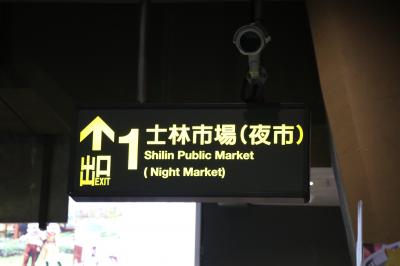 出口
EXIT
1
士林市場(夜市)
Shilin Public Market
( Night Market)